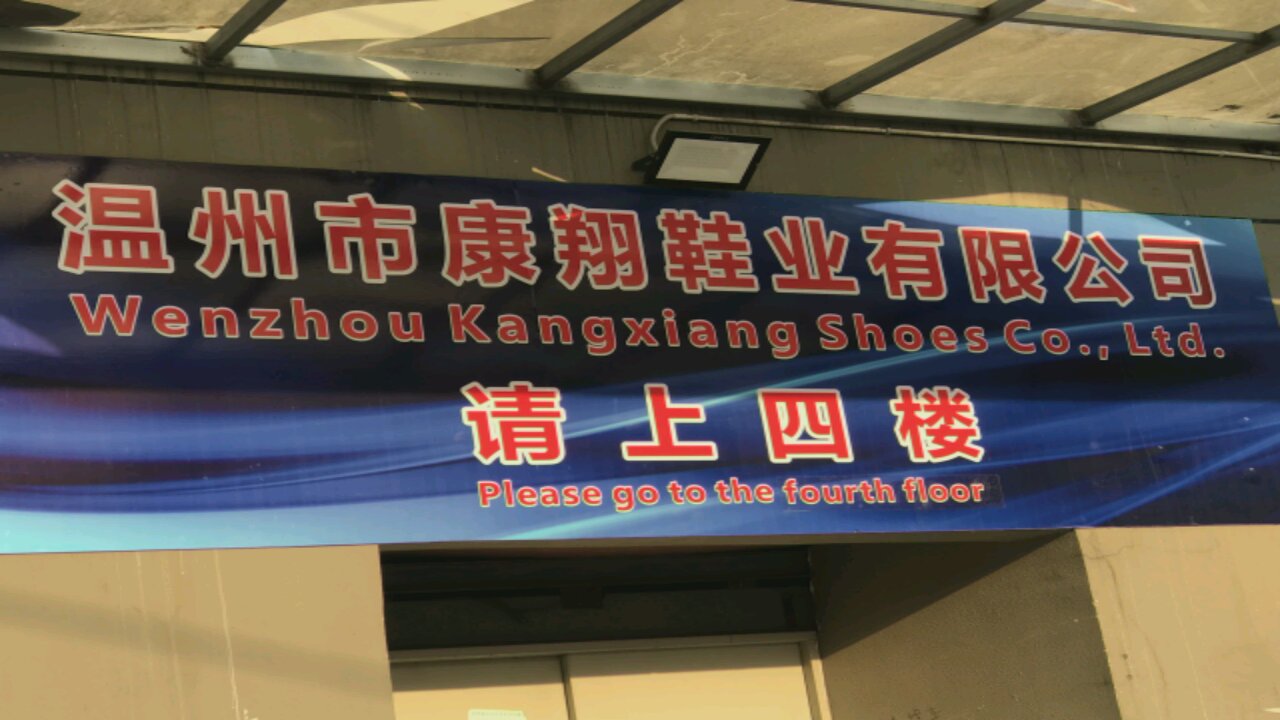 温州市康翔鞋业有限公司
Wenzhou Kangxiang Shoes Co., Ltd.
请上四楼
Please go to the fourth floor